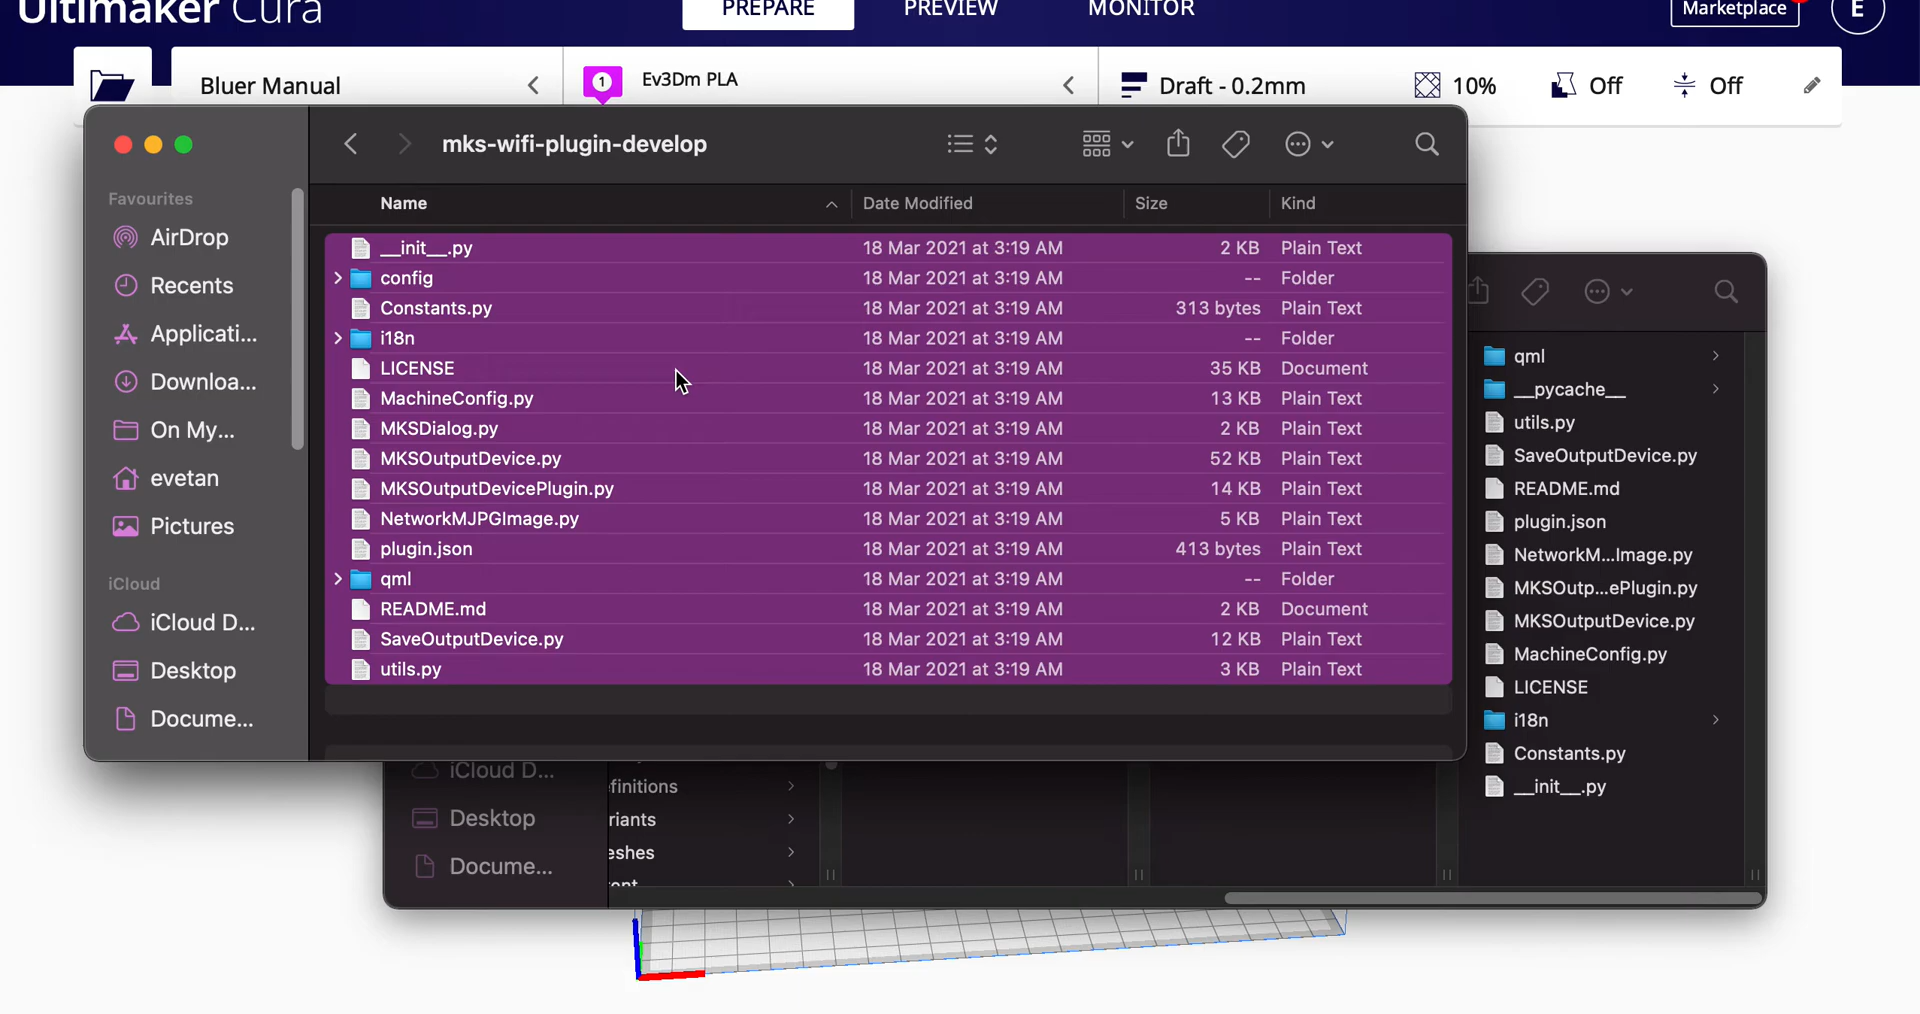 Ultimaker Cura
PREPARE
PREVIEW
MONITOR
Marketplace
E
Bluer Manual
1
Ev3Dm PLA
Draft - 0.2mm
10%
Off
Off
mks-wifi-plugin-develop
Favourites
AirDrop
Recents
Applicati...
Downloa...
On My...
evetan
Pictures
iCloud
iCloud D...
Desktop
Docume...
Name
Date Modified
Size
Kind
__init__.py 18 Mar 2021 at 3:19 AM 2 KB Plain Text
config 18 Mar 2021 at 3:19 AM -- Folder
Constants.py 18 Mar 2021 at 3:19 AM 313 bytes Plain Text
i18n 18 Mar 2021 at 3:19 AM -- Folder
LICENSE 18 Mar 2021 at 3:19 AM 35 KB Document
MachineConfig.py 18 Mar 2021 at 3:19 AM 13 KB Plain Text
MKSDialog.py 18 Mar 2021 at 3:19 AM 2 KB Plain Text
MKSOutputDevice.py 18 Mar 2021 at 3:19 AM 52 KB Plain Text
MKSOutputDevicePlugin.py 18 Mar 2021 at 3:19 AM 14 KB Plain Text
NetworkMJPGImage.py 18 Mar 2021 at 3:19 AM 5 KB Plain Text
plugin.json 18 Mar 2021 at 3:19 AM 413 bytes Plain Text
qml 18 Mar 2021 at 3:19 AM -- Folder
README.md 18 Mar 2021 at 3:19 AM 2 KB Document
SaveOutputDevice.py 18 Mar 2021 at 3:19 AM 12 KB Plain Text
utils.py 18 Mar 2021 at 3:19 AM 3 KB Plain Text
qml
__pycache__
utils.py
SaveOutputDevice.py
README.md
plugin.json
NetworkM...Image.py
MKSOutp...ePlugin.py
MKSOutputDevice.py
MachineConfig.py
LICENSE
i18n
Constants.py
__init__.py
iCloud D...
Desktop
Docume...
finitions
riants
eshes